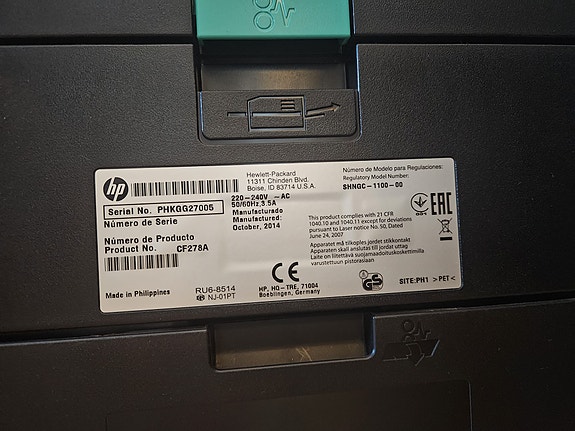 hp
Hewlett-Packard
11311 Chinden Blvd.
Boise, ID 83714 U.S.A.
Número de Modelo para Regulaciones:
Regulatory Model Number:
SHNGC-1100-00
220-240V ~ AC
50/60Hz, 3.5A
Manufacturado
Manufactured:
October, 2014
Serial No. PHKGG27005
Número de Serie
Número de Producto
Product No. CF278A
This product complies with 21 CFR
1040.10 and 1040.11 except for deviations
pursuant to Laser notice No. 50, Dated
June 24, 2007
Apparatet må tilkoples jordet stikkontakt
Apparaten skall anslutas till jordat uttag
Laite on liitettävä suojamaadoituskoskettimilla
varustettuun pistorasiaan
EAC
Made in Philippines
RU6-8514
NJ-01PT
CE
HP, HQ-TRE, 71004
Boeblingen, Germany
GS
SITE:PH1 >PET<